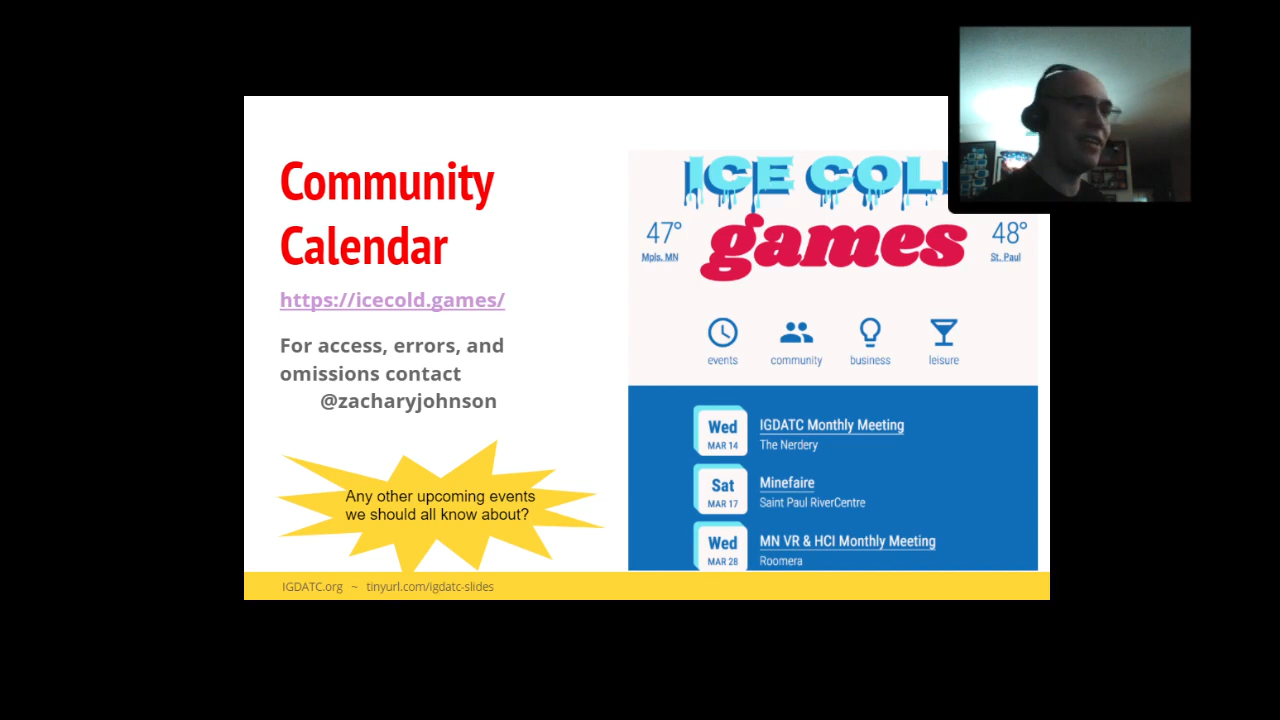 Community
Calendar
https://icecold.games/
For access, errors, and
omissions contact
@zacharyjohnson
Any other upcoming events
we should all know about?
ICE COL
games
47°
Mpls. MN
48°
St. Paul
events
community
business
leisure
Wed
MAR 14
IGDATC Monthly Meeting
The Nerdery
Sat
MAR 17
Minefaire
Saint Paul RiverCentre
Wed
MAR 28
MN VR & HCI Monthly Meeting
Roomera
IGDATC.org ~ tinyurl.com/igdatc-slides